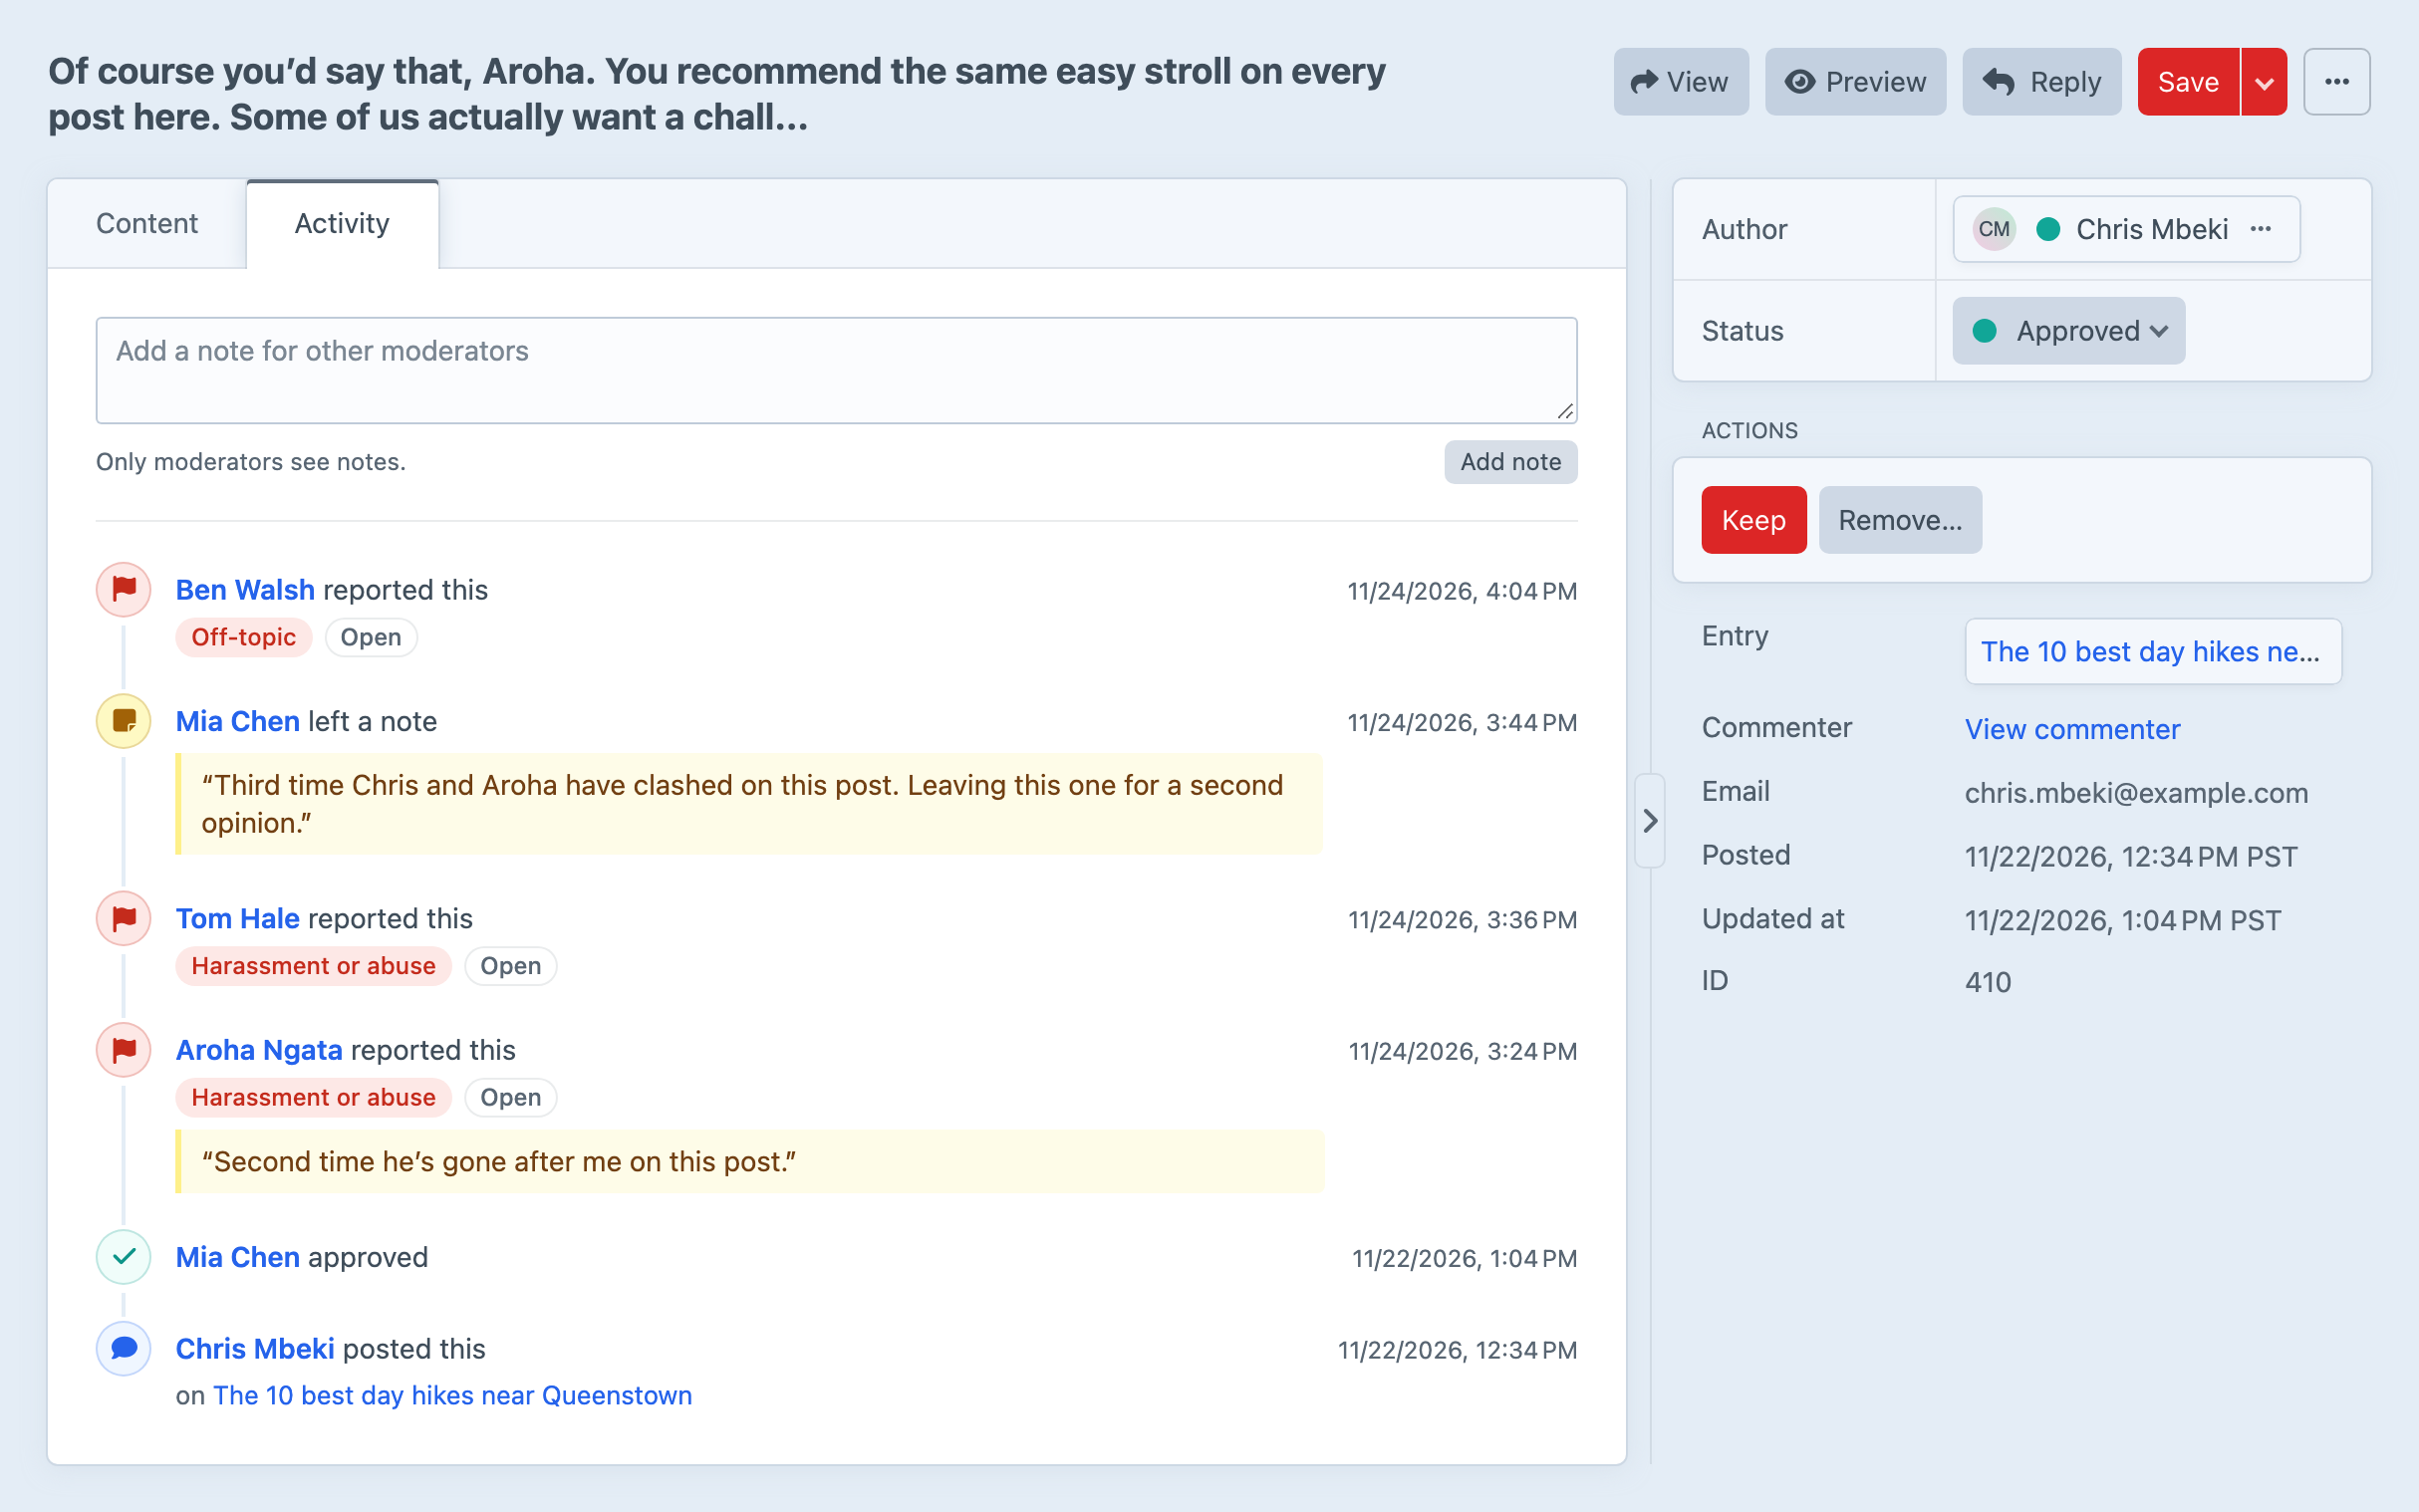 Of course you’d say that, Aroha. You recommend the same easy stroll on every
post here. Some of us actually want a chall...
View
Preview
Reply
Save
Content
Activity
Add a note for other moderators
Only moderators see notes.
Add note
Ben Walsh reported this
11/24/2026, 4:04 PM
Off-topic
Open
Mia Chen left a note
11/24/2026, 3:44 PM
“Third time Chris and Aroha have clashed on this post. Leaving this one for a second
opinion.”
Tom Hale reported this
11/24/2026, 3:36 PM
Harassment or abuse
Open
Aroha Ngata reported this
11/24/2026, 3:24 PM
Harassment or abuse
Open
“Second time he’s gone after me on this post.”
Mia Chen approved
11/22/2026, 1:04 PM
Chris Mbeki posted this
11/22/2026, 12:34 PM
on The 10 best day hikes near Queenstown
Author
CM
Chris Mbeki
Status
Approved
ACTIONS
Keep
Remove...
Entry
The 10 best day hikes ne...
Commenter
View commenter
Email
chris.mbeki@example.com
Posted
11/22/2026, 12:34 PM PST
Updated at
11/22/2026, 1:04 PM PST
ID
410